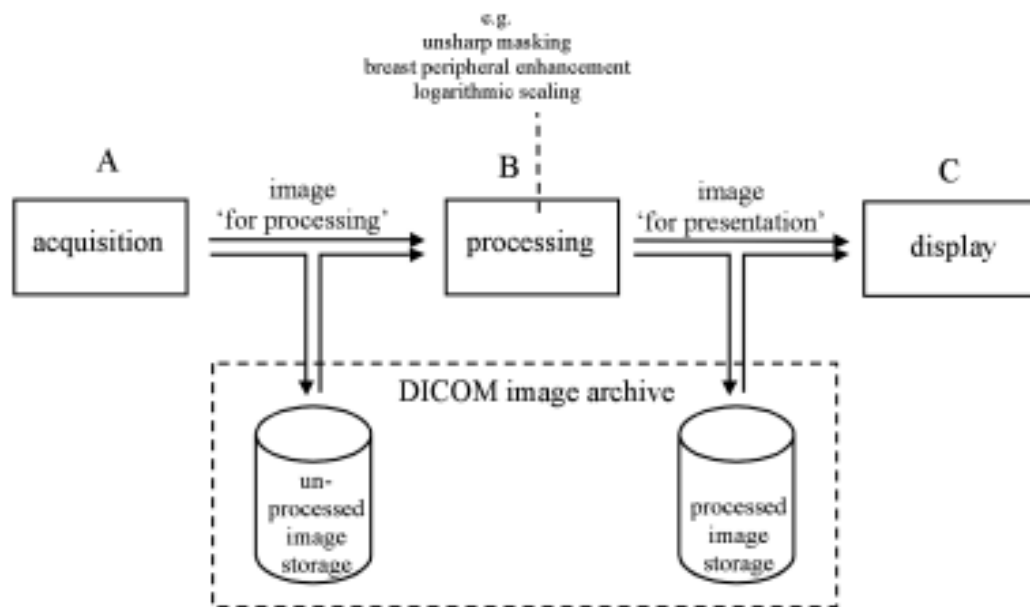 e.g.
unsharp masking
breast peripheral enhancement
logarithmic scaling
A
B
C
acquisition
image
'for processing'
processing
image
'for presentation'
display
DICOM image archive
un-
processed
image
storage
processed
image
storage